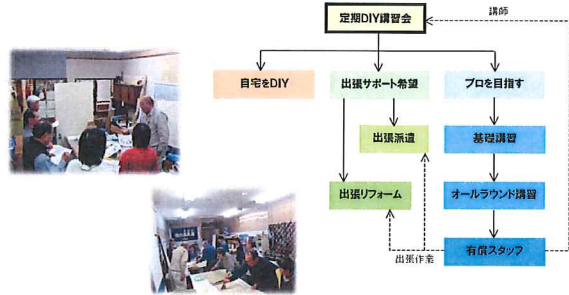 定期DIY講習会
講師
自宅をDIY
出張サポート希望
プロを目指す
出張派遣
基礎講習
出張リフォーム
オールラウンド講習
出張作業
有償スタッフ